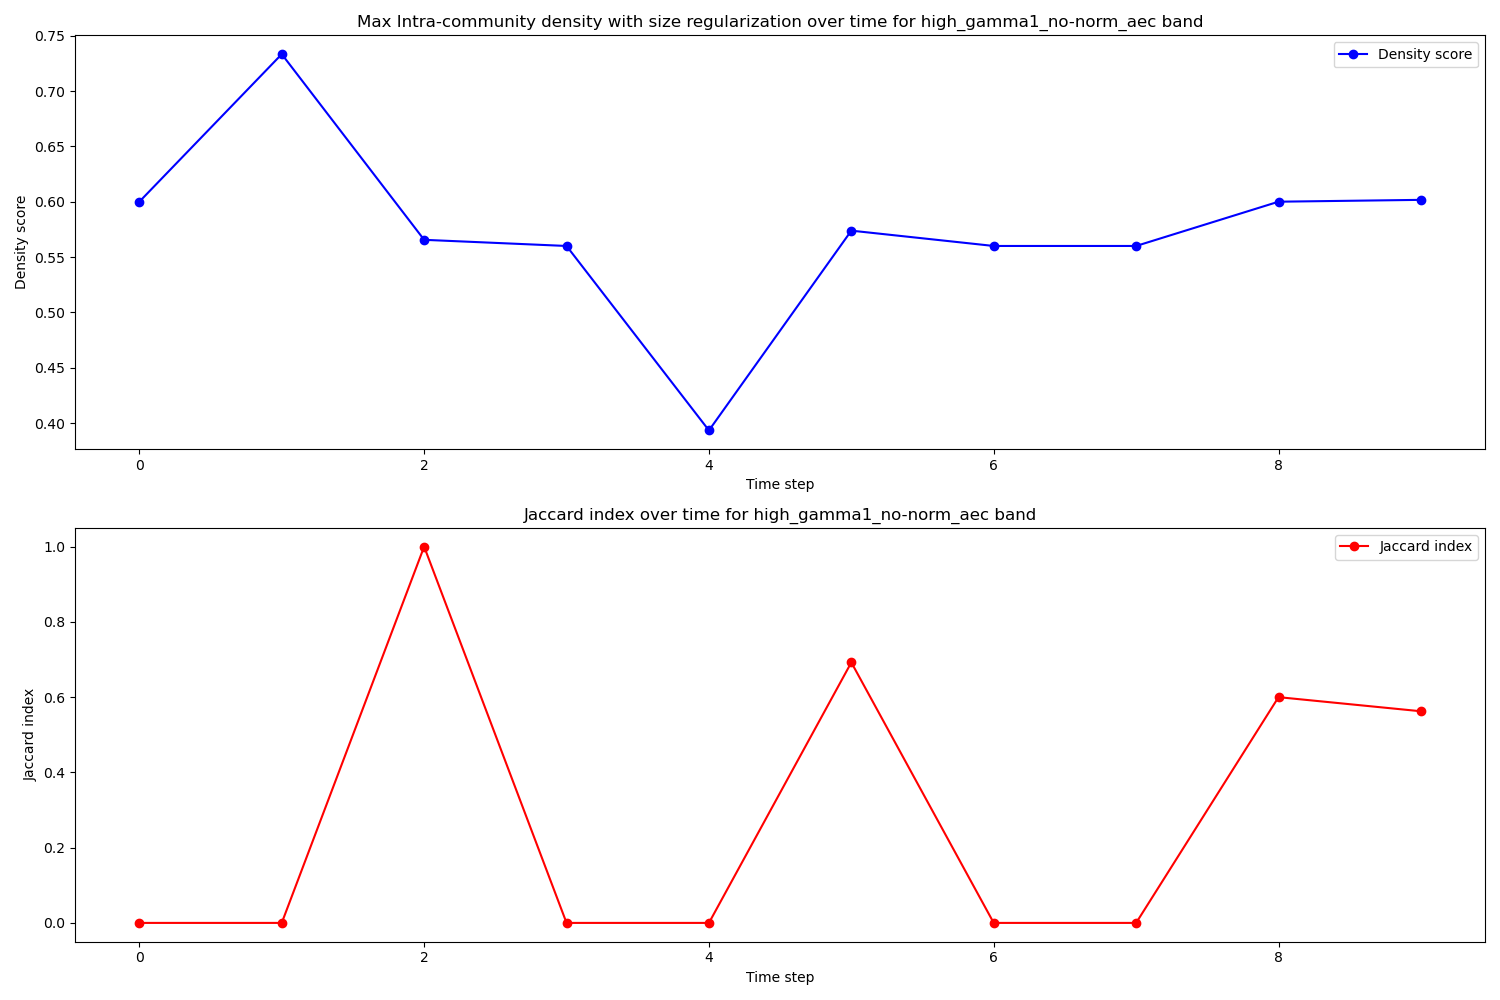 Max Intra-community density with size regularization over time for high_gamma1_no-norm_aec band
Density score
0.75
0.70
0.65
0.60
0.55
0.50
0.45
0.40
Density score
0 2 4 6 8
Time step
Jaccard index over time for high_gamma1_no-norm_aec band
Jaccard index
1.0
0.8
0.6
0.4
0.2
0.0
Jaccard index
0 2 4 6 8
Time step